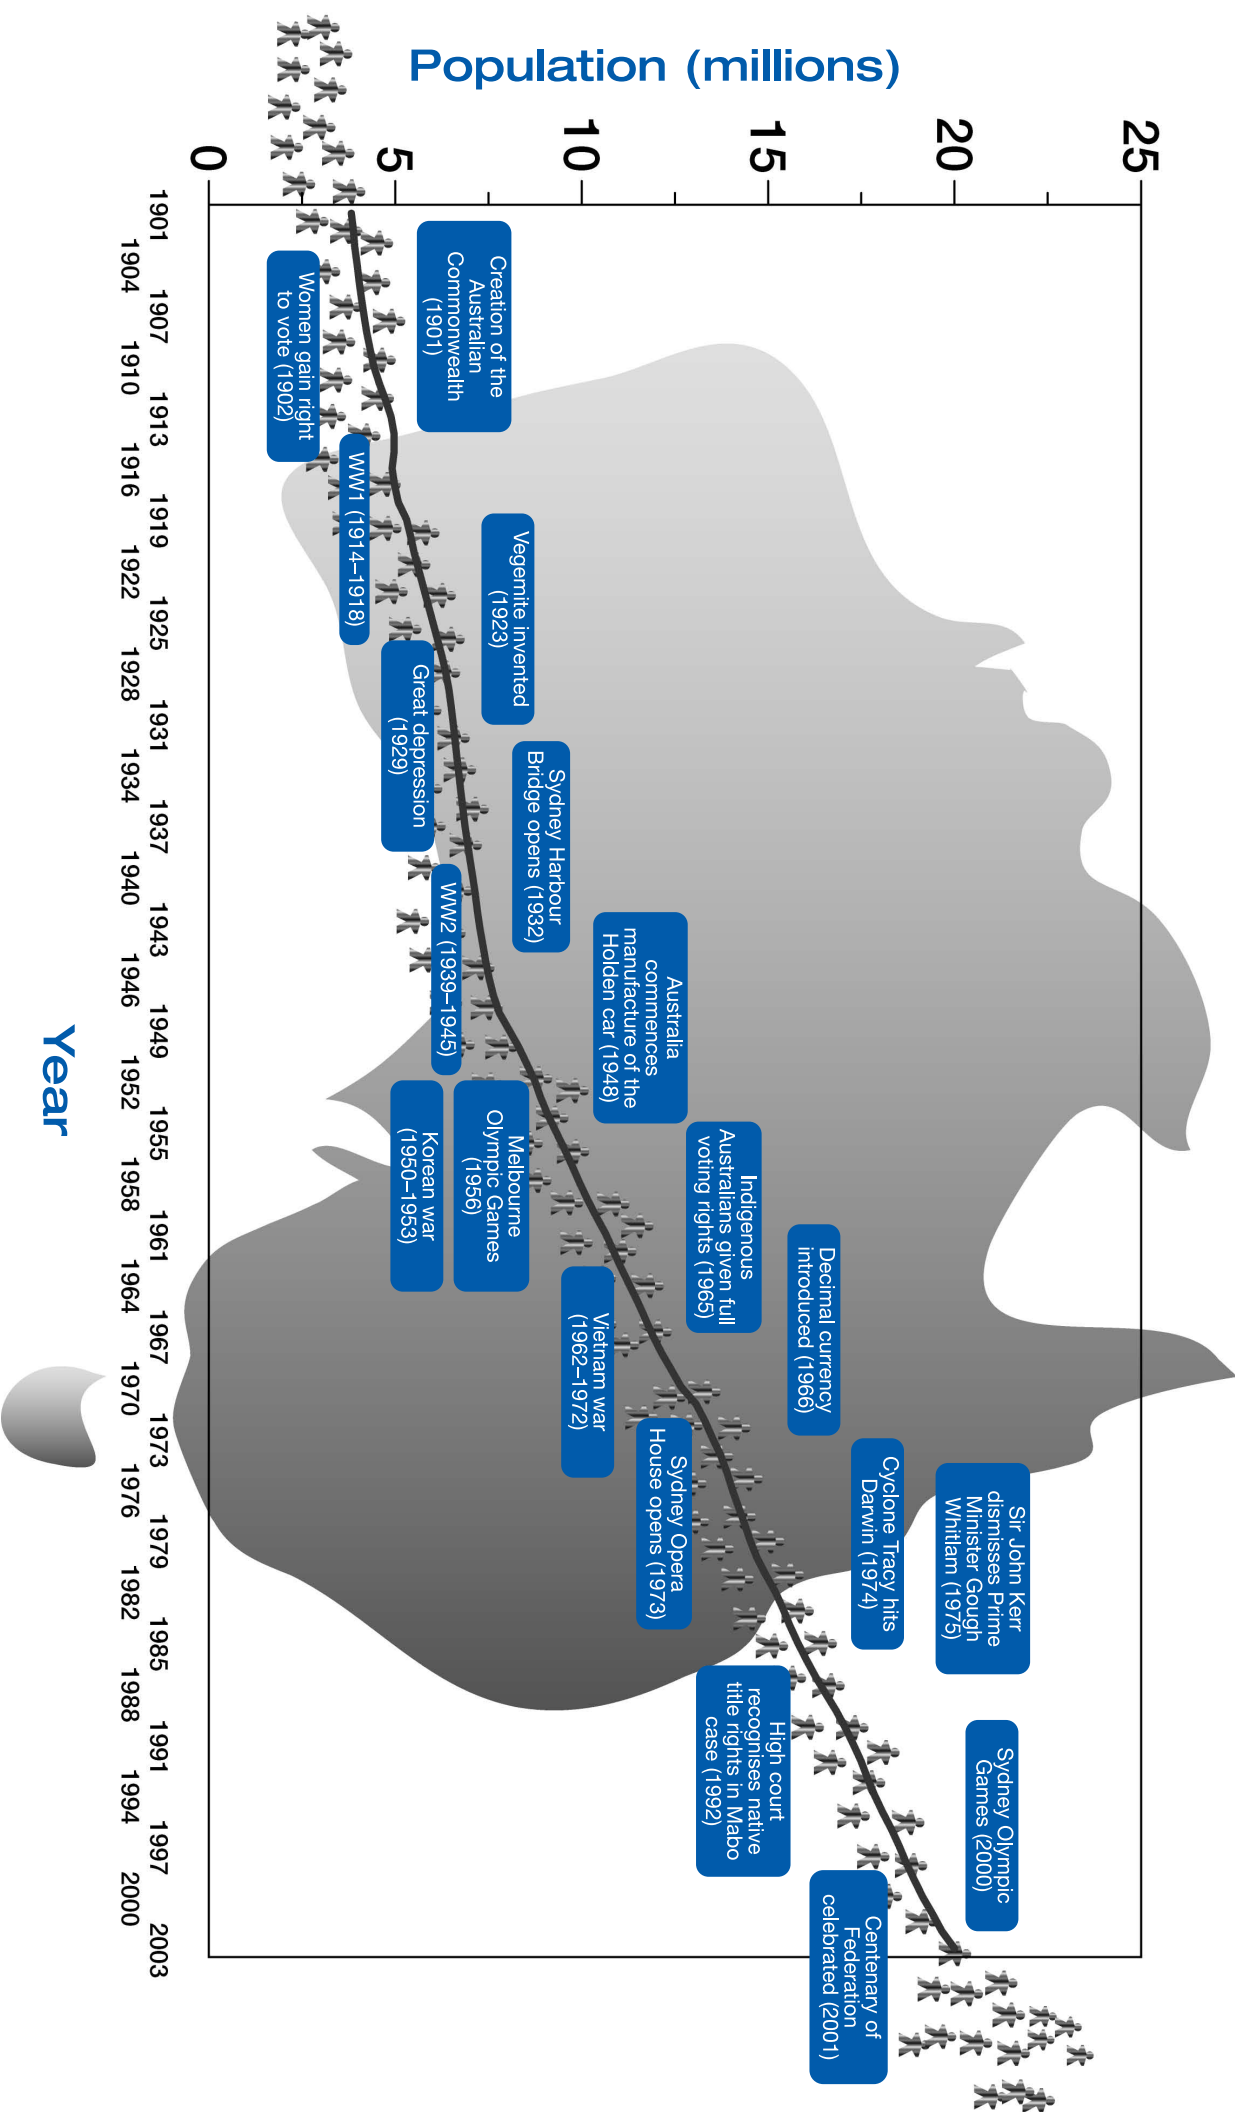 Population (millions)
25
20
15
10
5
0
Creation of the
Australian
Commonwealth
(1901)
Women gain right
to vote (1902)
WW1 (1914–1918)
Vegemite invented
(1923)
Great depression
(1929)
Sydney Harbour
Bridge opens (1932)
WW2 (1939–1945)
Australia
commences
manufacture of the
Holden car (1948)
Korean war
(1950–1953)
Melbourne
Olympic Games
(1956)
Indigenous
Australians given full
voting rights (1965)
Vietnam war
(1962–1972)
Decimal currency
introduced (1966)
Sydney Opera
House opens (1973)
Cyclone Tracy hits
Darwin (1974)
Sir John Kerr
dismisses Prime
Minister Gough
Whitlam (1975)
High court
recognises native
title rights in Mabo
case (1992)
Sydney Olympic
Games (2000)
Centenary of
Federation
celebrated (2001)
1901
1904
1907
1910
1913
1916
1919
1922
1925
1928
1931
1934
1937
1940
1943
1946
1949
1952
1955
1958
1961
1964
1967
1970
1973
1976
1979
1982
1985
1988
1991
1994
1997
2000
2003
Year